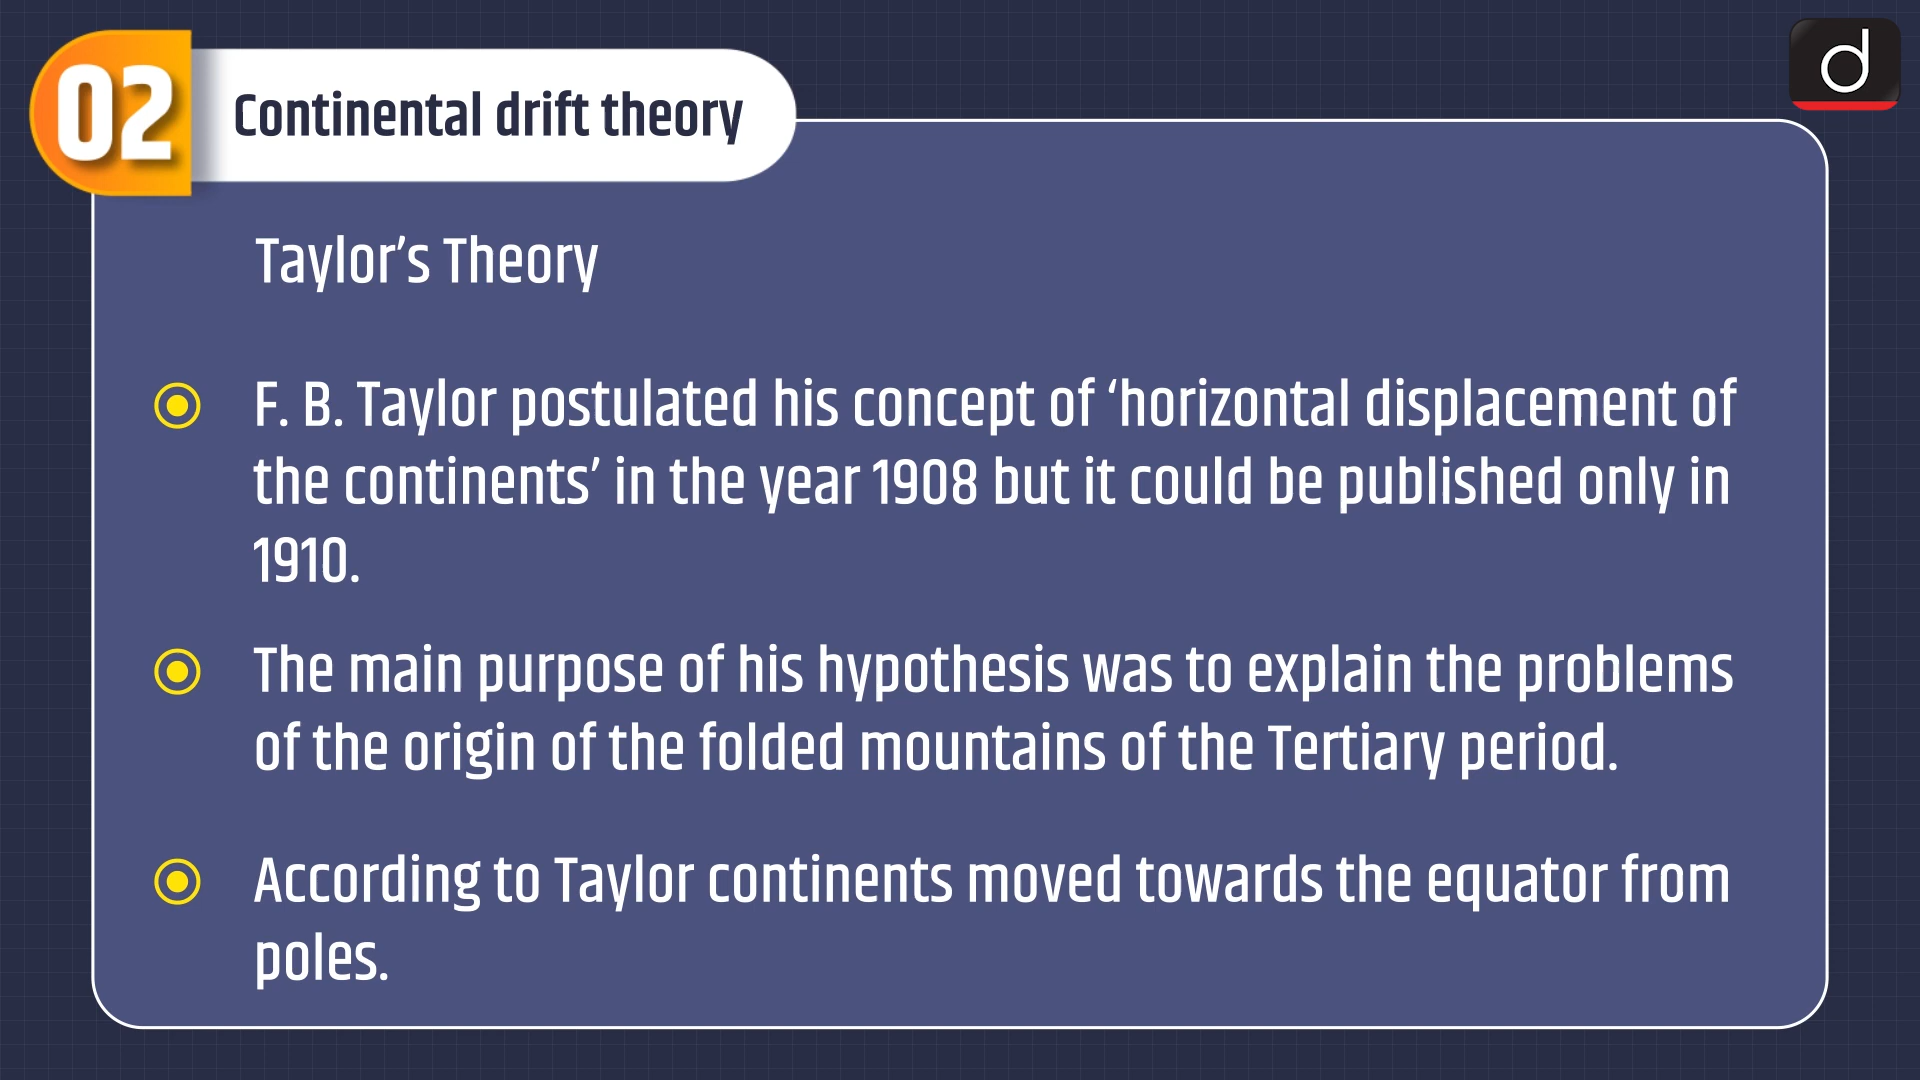 02
Continental drift theory
d
Taylor’s Theory
F. B. Taylor postulated his concept of ‘horizontal displacement of
the continents’ in the year 1908 but it could be published only in
1910.
The main purpose of his hypothesis was to explain the problems
of the origin of the folded mountains of the Tertiary period.
According to Taylor continents moved towards the equator from
poles.